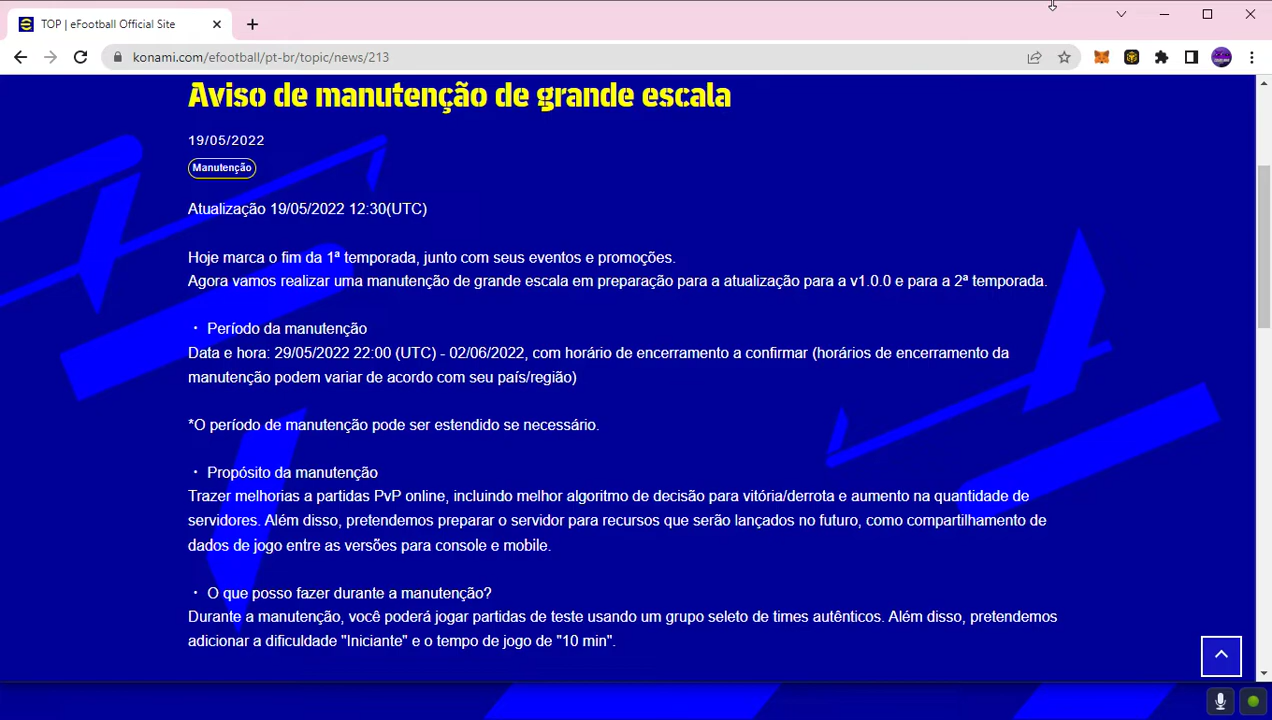 TOP | eFootball Official Site
konami.com/efootball/pt-br/topic/news/213
Aviso de manutenção de grande escala
19/05/2022
Manutenção
Atualização 19/05/2022 12:30(UTC)
Hoje marca o fim da 1ª temporada, junto com seus eventos e promoções.
Agora vamos realizar uma manutenção de grande escala em preparação para a atualização para a v1.0.0 e para a 2ª temporada.
・ Período da manutenção
Data e hora: 29/05/2022 22:00 (UTC) - 02/06/2022, com horário de encerramento a confirmar (horários de encerramento da
manutenção podem variar de acordo com seu país/região)
*O período de manutenção pode ser estendido se necessário.
・ Propósito da manutenção
Trazer melhorias a partidas PvP online, incluindo melhor algoritmo de decisão para vitória/derrota e aumento na quantidade de
servidores. Além disso, pretendemos preparar o servidor para recursos que serão lançados no futuro, como compartilhamento de
dados de jogo entre as versões para console e mobile.
・ O que posso fazer durante a manutenção?
Durante a manutenção, você poderá jogar partidas de teste usando um grupo seleto de times autênticos. Além disso, pretendemos
adicionar a dificuldade "Iniciante" e o tempo de jogo de "10 min".